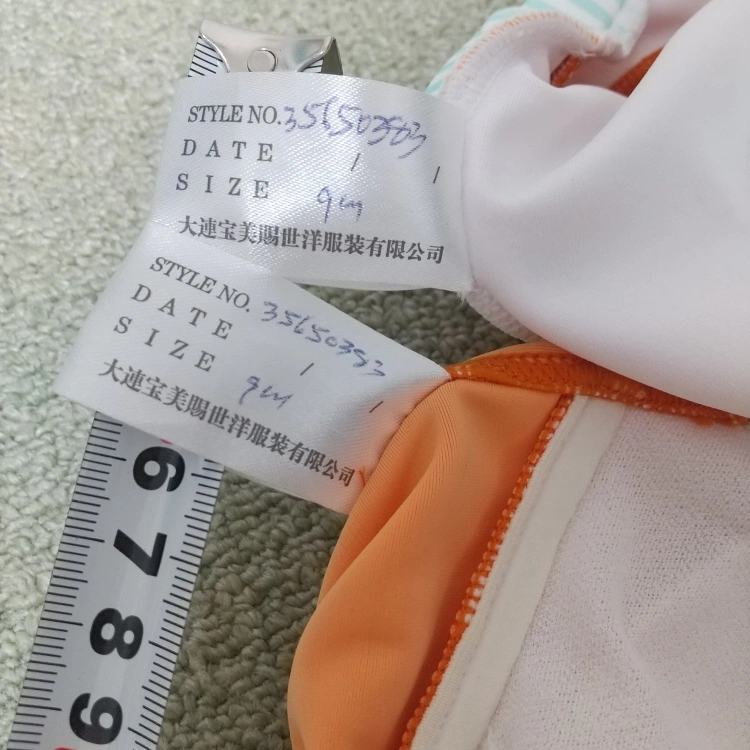 STYLE NO. 35650383
DATE / /
SIZE 9M
大連宝美賜世洋服装有限公司
STYLE NO. 35650383
DATE / /
SIZE 9M
大連宝美賜世洋服装有限公司
6
7
8
9